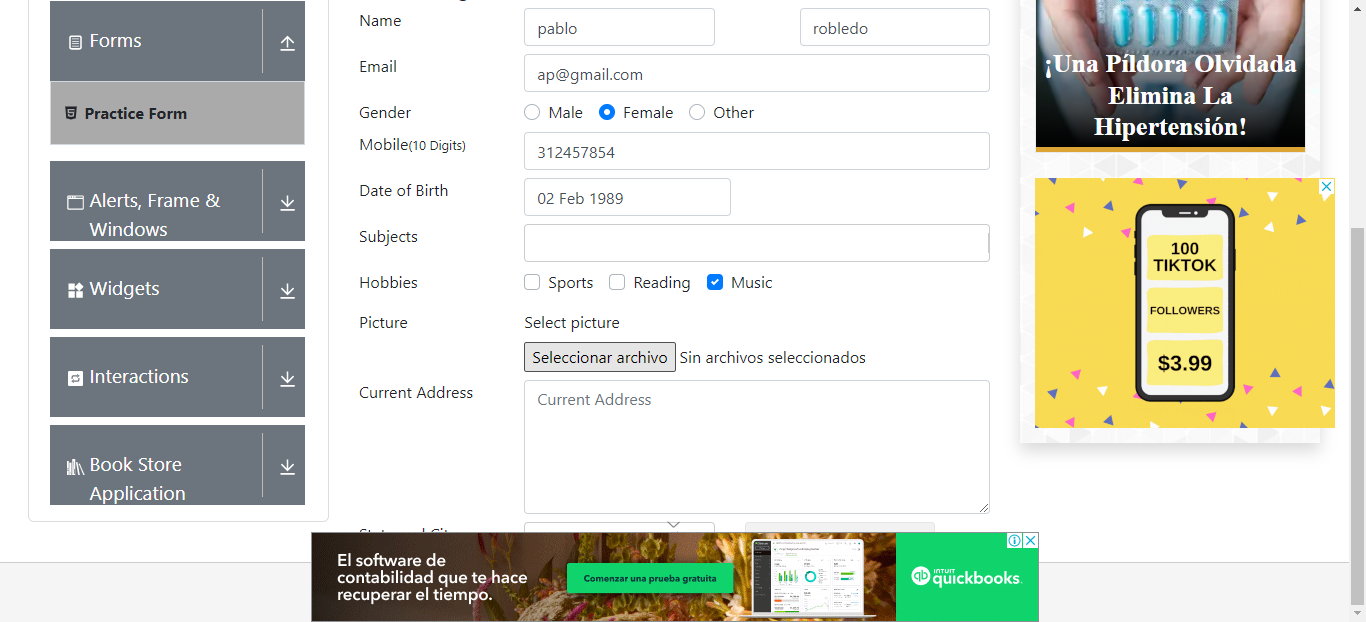 Forms
Practice Form
Alerts, Frame &
Windows
Widgets
Interactions
Book Store
Application
Name
pablo
robledo
Email
ap@gmail.com
Gender
Male
Female
Other
Mobile(10 Digits)
312457854
Date of Birth
02 Feb 1989
Subjects
Hobbies
Sports
Reading
Music
Picture
Select picture
Seleccionar archivo Sin archivos seleccionados
Current Address
Current Address
¡Una Píldora Olvidada
Elimina La
Hipertensión!
100
TIKTOK
FOLLOWERS
$3.99
El software de
contabilidad que te hace
recuperar el tiempo.
Comenzar una prueba gratuita
INTUIT
quickbooks.